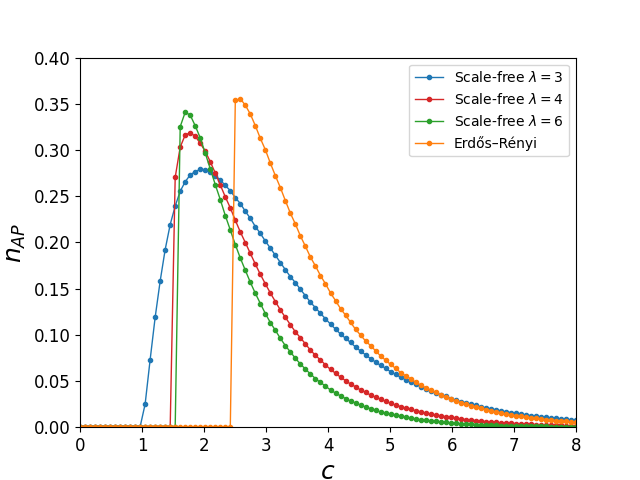 0.40
0.35
0.30
0.25
0.20
0.15
0.10
0.05
0.00
n_{AP}
0 1 2 3 4 5 6 7 8
c
Scale-free λ = 3
Scale-free λ = 4
Scale-free λ = 6
Erdős–Rényi